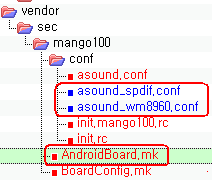 vendor
sec
mango100
conf
asound,conf
asound_spdif,conf
asound_wm8960,conf
init,mango100,rc
init,rc
AndroidBoard,mk
BoardConfig,mk